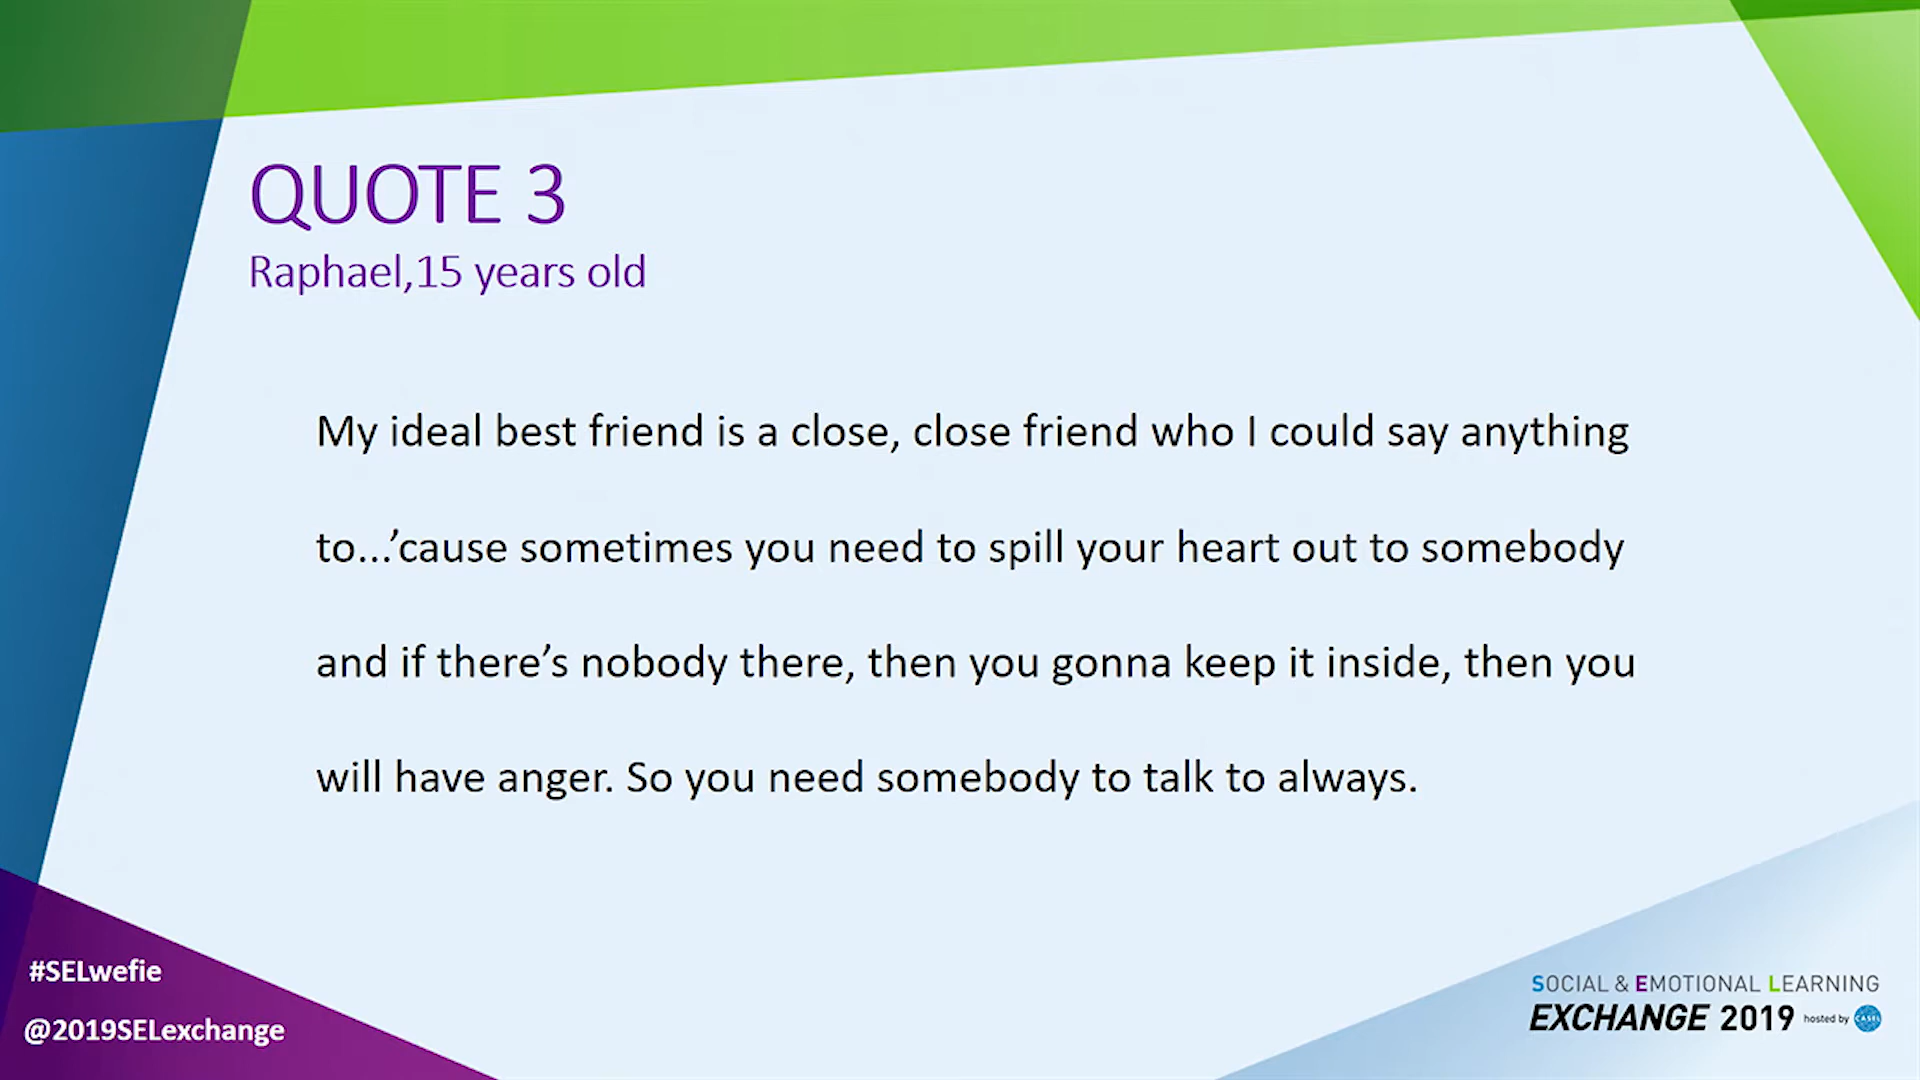 QUOTE 3
Raphael,15 years old
My ideal best friend is a close, close friend who I could say anything
to...’cause sometimes you need to spill your heart out to somebody
and if there’s nobody there, then you gonna keep it inside, then you
will have anger. So you need somebody to talk to always.
#SELwefie
@2019SELexchange
SOCIAL & EMOTIONAL LEARNING
EXCHANGE 2019 hosted by CASEL